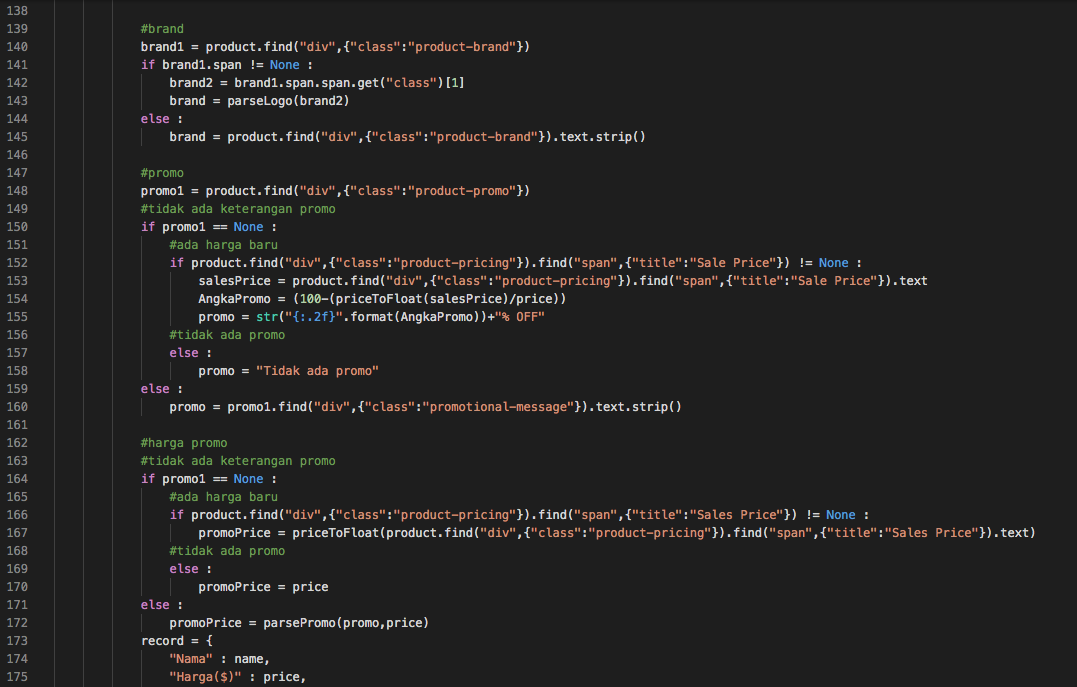 138
139 #brand
140 brand1 = product.find("div",{"class":"product-brand"})
141 if brand1.span != None :
142 brand2 = brand1.span.span.get("class")[1]
143 brand = parseLogo(brand2)
144 else :
145 brand = product.find("div",{"class":"product-brand"}).text.strip()
146
147 #promo
148 promo1 = product.find("div",{"class":"product-promo"})
149 #tidak ada keterangan promo
150 if promo1 == None :
151 #ada harga baru
152 if product.find("div",{"class":"product-pricing"}).find("span",{"title":"Sale Price"}) != None :
153 salesPrice = product.find("div",{"class":"product-pricing"}).find("span",{"title":"Sale Price"}).text
154 AngkaPromo = (100-(priceToFloat(salesPrice)/price))
155 promo = str("{:.2f}".format(AngkaPromo))+"% OFF"
156 #tidak ada promo
157 else :
158 promo = "Tidak ada promo"
159 else :
160 promo = promo1.find("div",{"class":"promotional-message"}).text.strip()
161
162 #harga promo
163 #tidak ada keterangan promo
164 if promo1 == None :
165 #ada harga baru
166 if product.find("div",{"class":"product-pricing"}).find("span",{"title":"Sales Price"}) != None :
167 promoPrice = priceToFloat(product.find("div",{"class":"product-pricing"}).find("span",{"title":"Sales Price"}).text)
168 #tidak ada promo
169 else :
170 promoPrice = price
171 else :
172 promoPrice = parsePromo(promo,price)
173 record = {
174 "Nama" : name,
175 "Harga($)" : price,